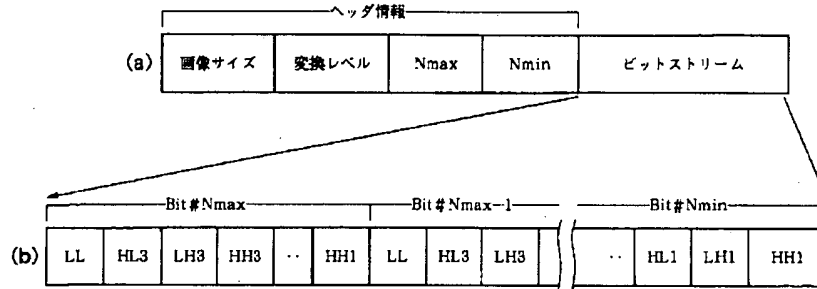 ヘッダ情報
(a) 画像サイズ 変換レベル Nmax Nmin ビットストリーム
Bit#Nmax Bit#Nmax-1 Bit#Nmin
(b) LL HL3 LH3 HH3 ·· HH1 LL HL3 LH3 ·· HL1 LH1 HH1